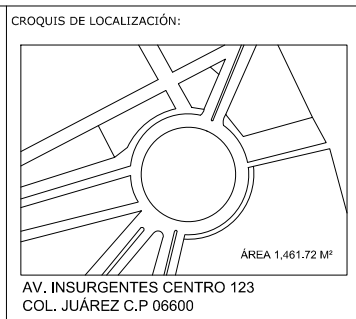 CROQUIS DE LOCALIZACIÓN:
ÁREA 1,461.72 M²
AV. INSURGENTES CENTRO 123
COL. JUÁREZ C.P 06600